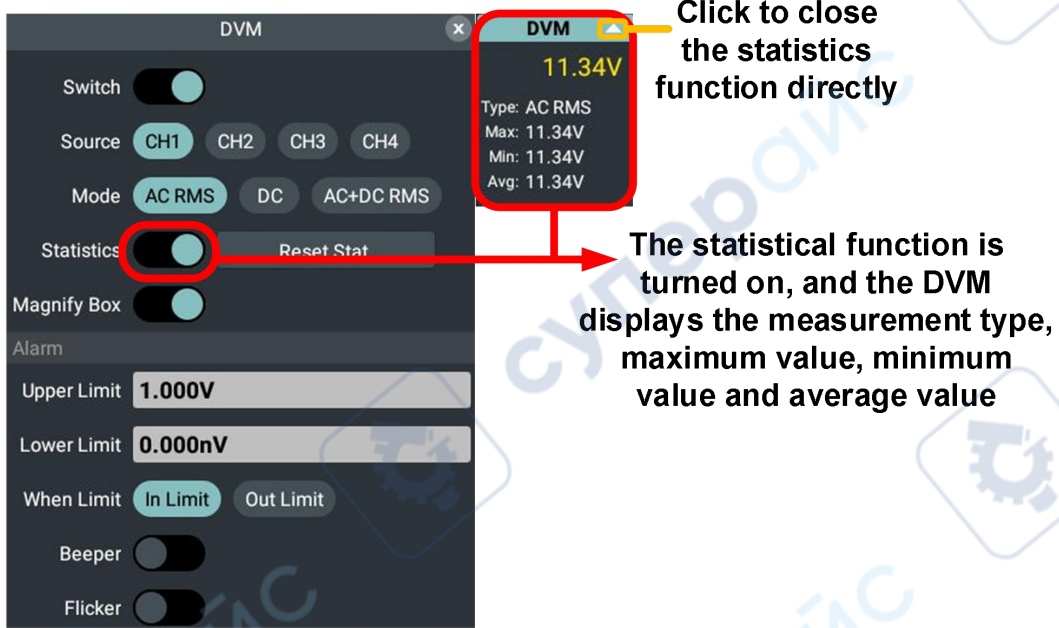 DVM
Switch
Source CH1 CH2 CH3 CH4
Mode AC RMS DC AC+DC RMS
Statistics Reset Stat
Magnify Box
Alarm
Upper Limit 1.000V
Lower Limit 0.000nV
When Limit In Limit Out Limit
Beeper
Flicker
DVM
11.34V
Type: AC RMS
Max: 11.34V
Min: 11.34V
Avg: 11.34V
Click to close
the statistics
function directly
The statistical function is
turned on, and the DVM
displays the measurement type,
maximum value, minimum
value and average value
суперайс
айс
айс